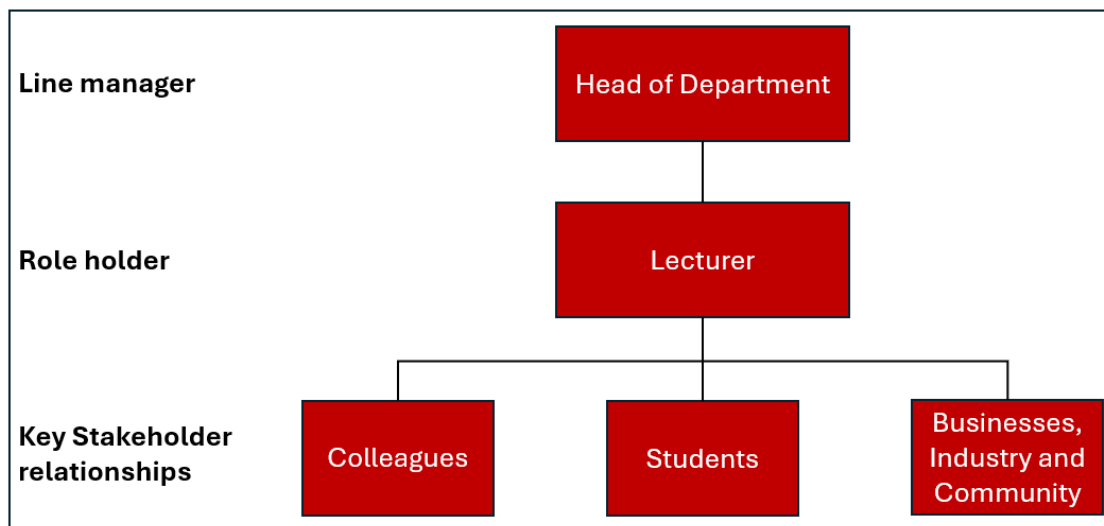 Line manager
Head of Department
Role holder
Lecturer
Key Stakeholder
relationships
Colleagues
Students
Businesses,
Industry and
Community